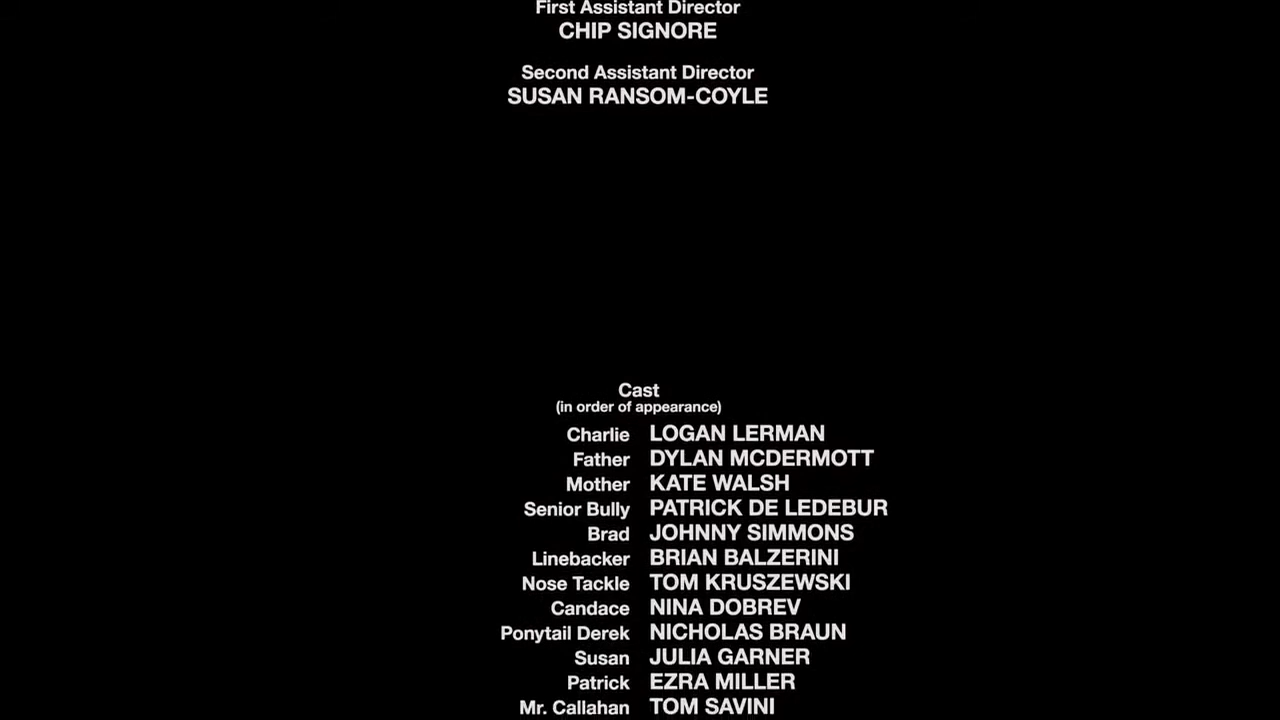 First Assistant Director
CHIP SIGNORE
Second Assistant Director
SUSAN RANSOM-COYLE
Cast
(in order of appearance)
Charlie LOGAN LERMAN
Father DYLAN MCDERMOTT
Mother KATE WALSH
Senior Bully PATRICK DE LEDEBUR
Brad JOHNNY SIMMONS
Linebacker BRIAN BALZERINI
Nose Tackle TOM KRUSZEWSKI
Candace NINA DOBREV
Ponytail Derek NICHOLAS BRAUN
Susan JULIA GARNER
Patrick EZRA MILLER
Mr. Callahan TOM SAVINI